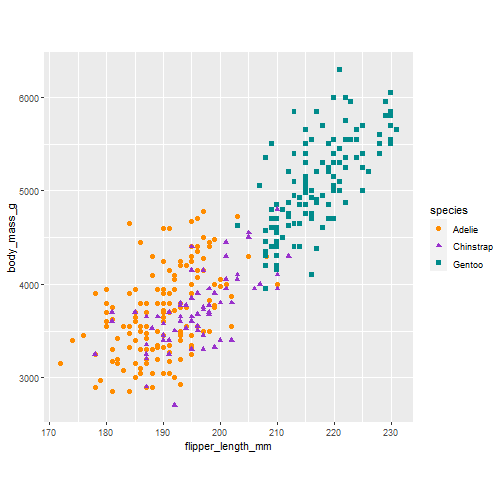 6000
5000
4000
3000
body_mass_g
170 180 190 200 210 220 230
flipper_length_mm
species
Adelie
Chinstrap
Gentoo